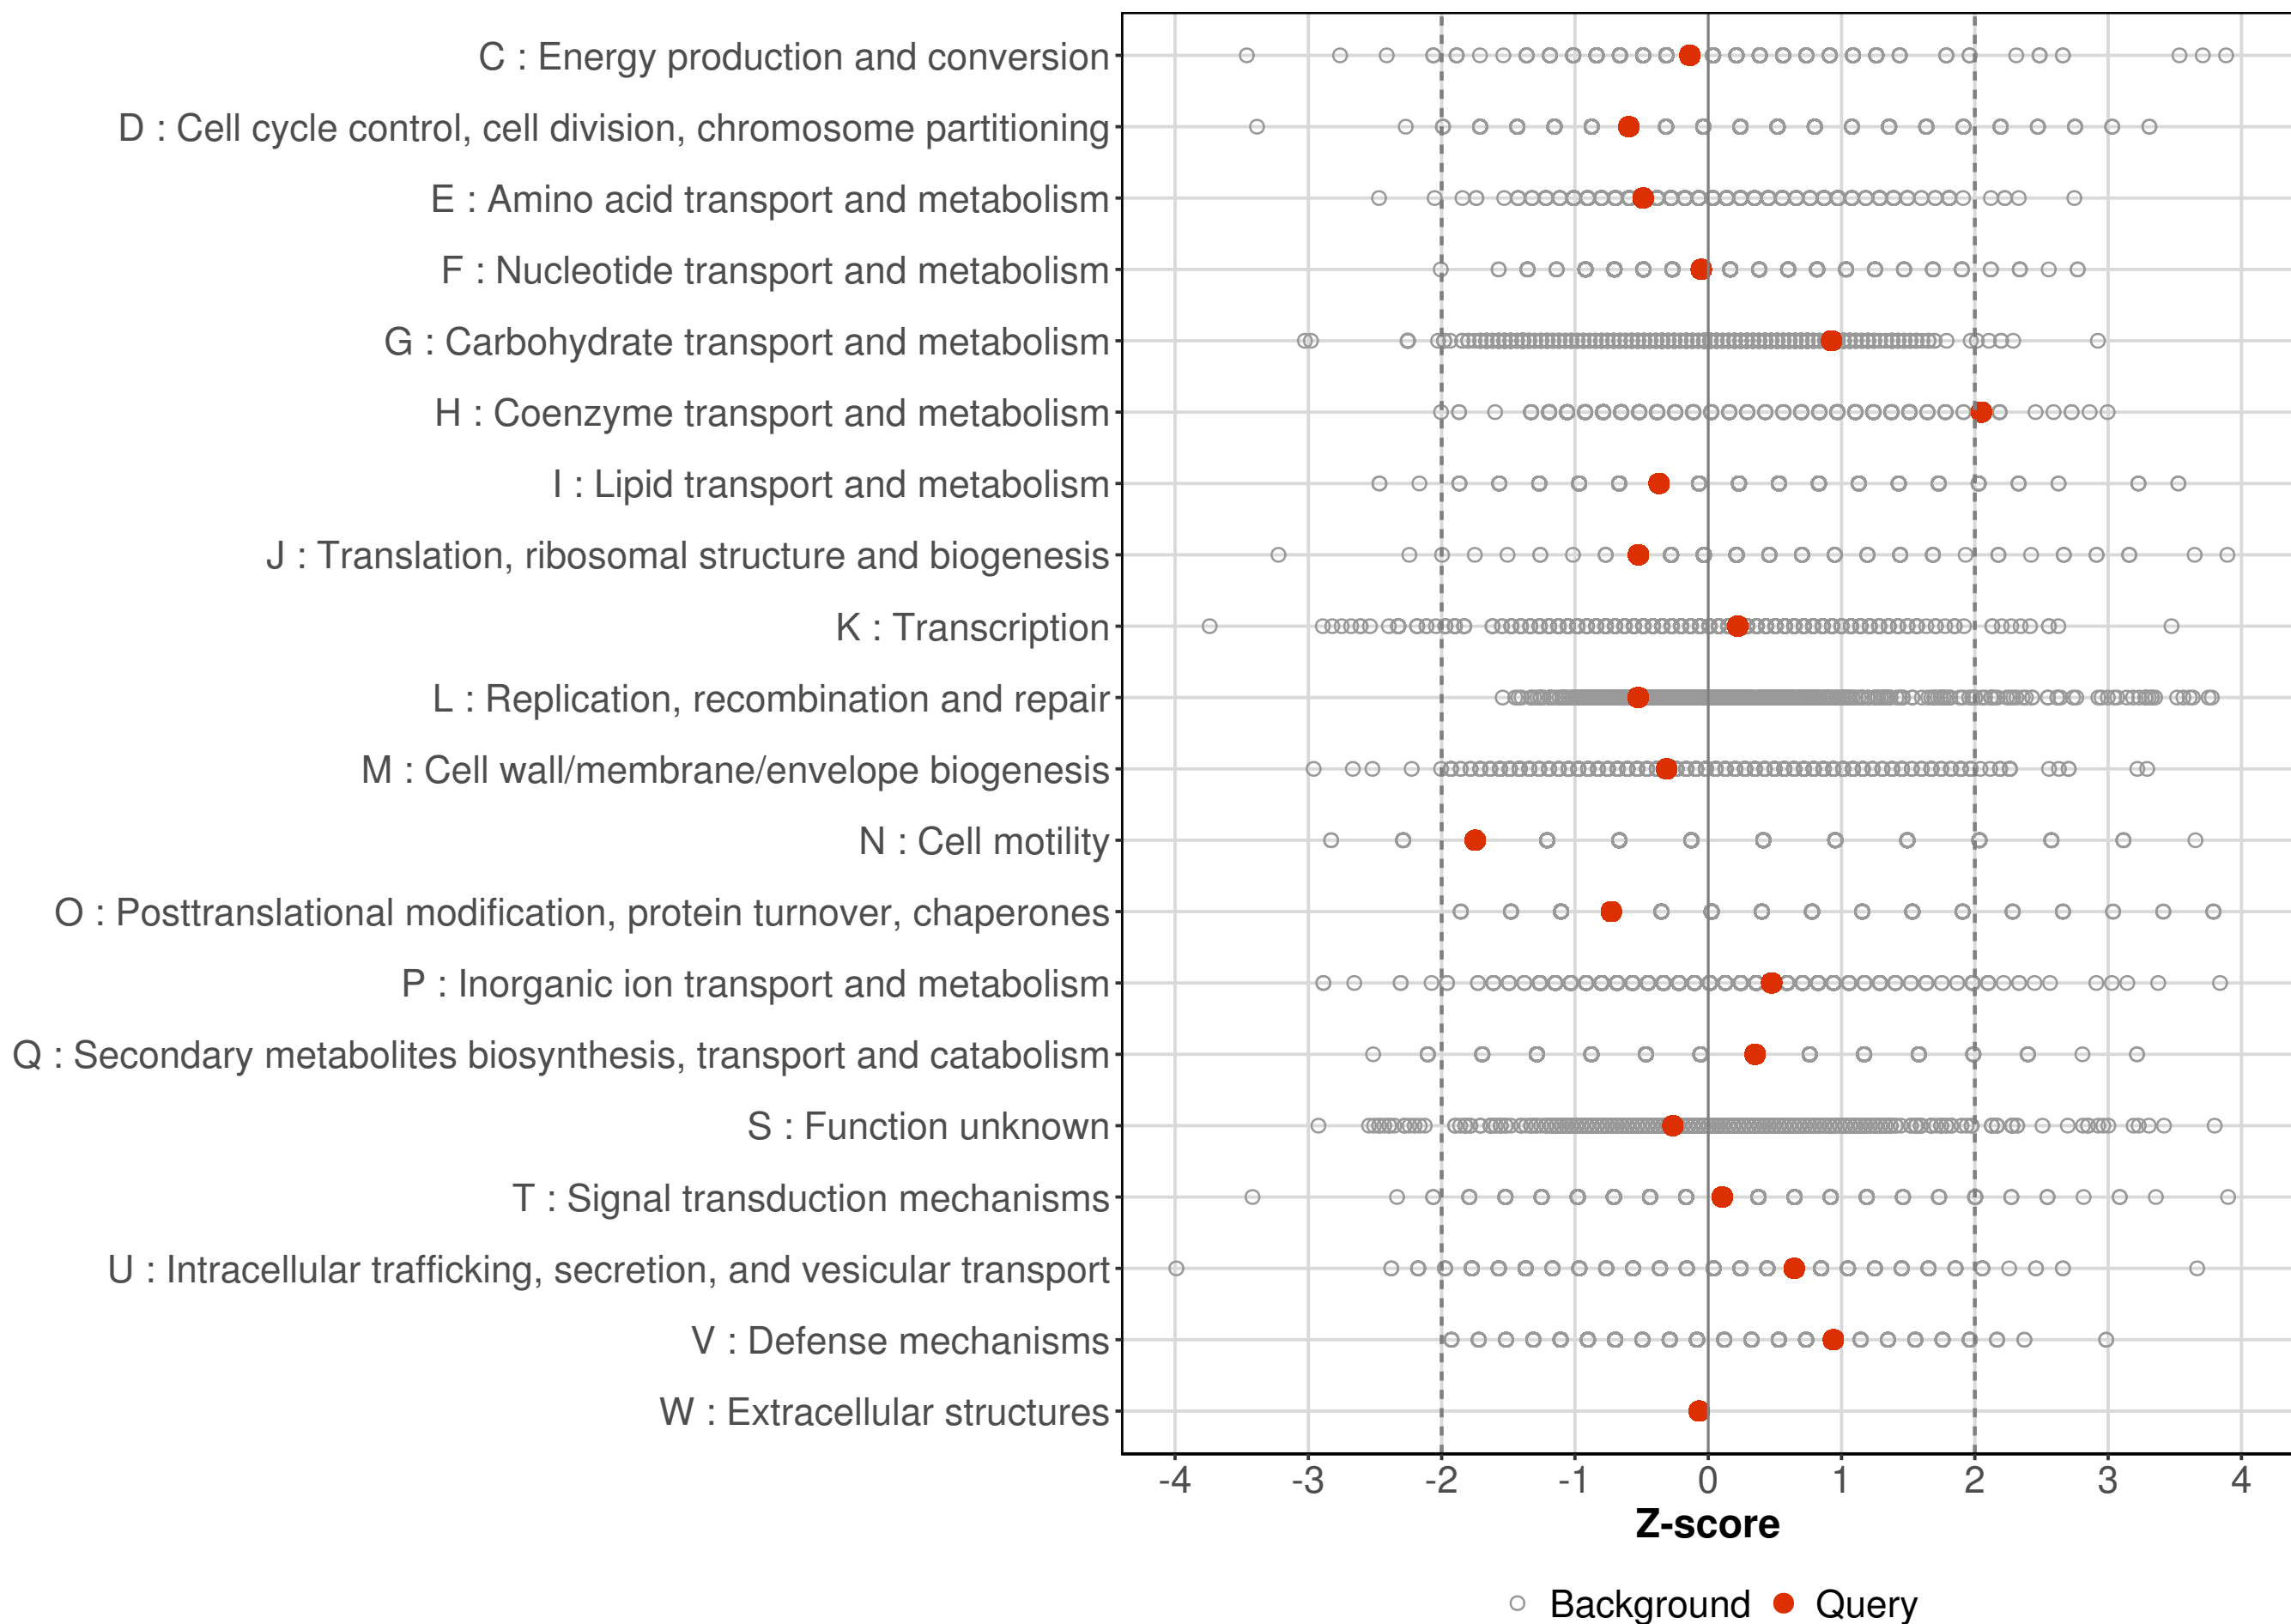 C : Energy production and conversion
D : Cell cycle control, cell division, chromosome partitioning
E : Amino acid transport and metabolism
F : Nucleotide transport and metabolism
G : Carbohydrate transport and metabolism
H : Coenzyme transport and metabolism
I : Lipid transport and metabolism
J : Translation, ribosomal structure and biogenesis
K : Transcription
L : Replication, recombination and repair
M : Cell wall/membrane/envelope biogenesis
N : Cell motility
O : Posttranslational modification, protein turnover, chaperones
P : Inorganic ion transport and metabolism
Q : Secondary metabolites biosynthesis, transport and catabolism
S : Function unknown
T : Signal transduction mechanisms
U : Intracellular trafficking, secretion, and vesicular transport
V : Defense mechanisms
W : Extracellular structures
-4 -3 -2 -1 0 1 2 3 4
Z-score
Background Query